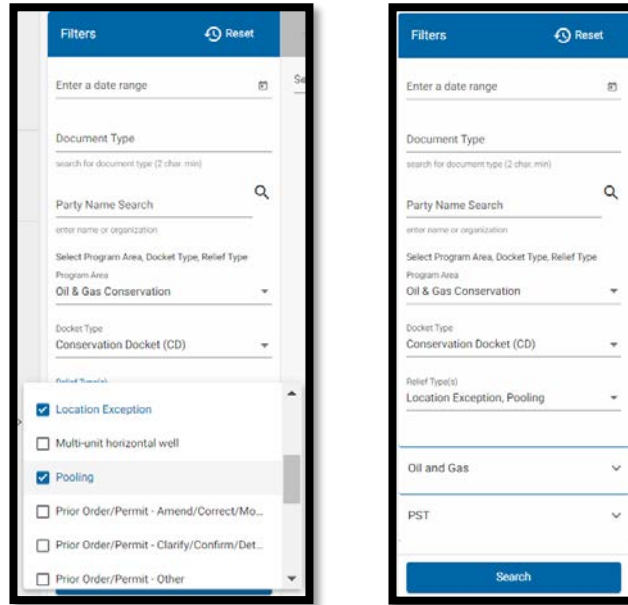 Filters
Reset
Enter a date range
Se
Document Type
search for document type (2 char. min)
Party Name Search
enter name or organization
Select Program Area, Docket Type, Relief Type
Program Area
Oil & Gas Conservation
Docket Type
Conservation Docket (CD)
Relief Type(s)
Location Exception
Multi-unit horizontal well
Pooling
Prior Order/Permit - Amend/Correct/Mo...
Prior Order/Permit - Clarify/Confirm/Det...
Prior Order/Permit - Other
Filters
Reset
Enter a date range
Document Type
search for document type (2 char. min)
Party Name Search
enter name or organization
Select Program Area, Docket Type, Relief Type
Program Area
Oil & Gas Conservation
Docket Type
Conservation Docket (CD)
Relief Type(s)
Location Exception, Pooling
Oil and Gas
PST
Search